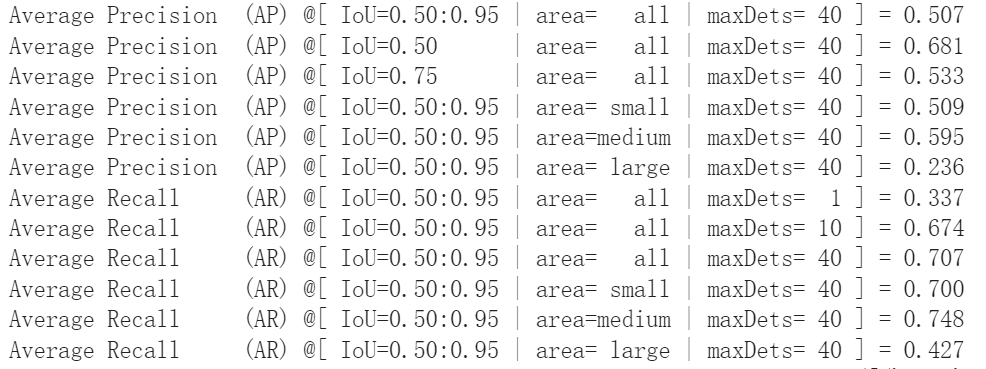 Average Precision (AP) @[ IoU=0.50:0.95 | area= all | maxDets= 40 ] = 0.507
Average Precision (AP) @[ IoU=0.50 | area= all | maxDets= 40 ] = 0.681
Average Precision (AP) @[ IoU=0.75 | area= all | maxDets= 40 ] = 0.533
Average Precision (AP) @[ IoU=0.50:0.95 | area= small | maxDets= 40 ] = 0.509
Average Precision (AP) @[ IoU=0.50:0.95 | area=medium | maxDets= 40 ] = 0.595
Average Precision (AP) @[ IoU=0.50:0.95 | area= large | maxDets= 40 ] = 0.236
Average Recall (AR) @[ IoU=0.50:0.95 | area= all | maxDets= 1 ] = 0.337
Average Recall (AR) @[ IoU=0.50:0.95 | area= all | maxDets= 10 ] = 0.674
Average Recall (AR) @[ IoU=0.50:0.95 | area= all | maxDets= 40 ] = 0.707
Average Recall (AR) @[ IoU=0.50:0.95 | area= small | maxDets= 40 ] = 0.700
Average Recall (AR) @[ IoU=0.50:0.95 | area=medium | maxDets= 40 ] = 0.748
Average Recall (AR) @[ IoU=0.50:0.95 | area= large | maxDets= 40 ] = 0.427